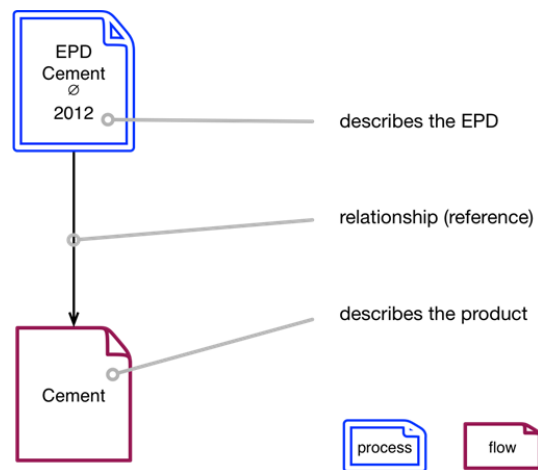 EPD
Cement
∅
2012
describes the EPD
relationship (reference)
describes the product
Cement
process
flow